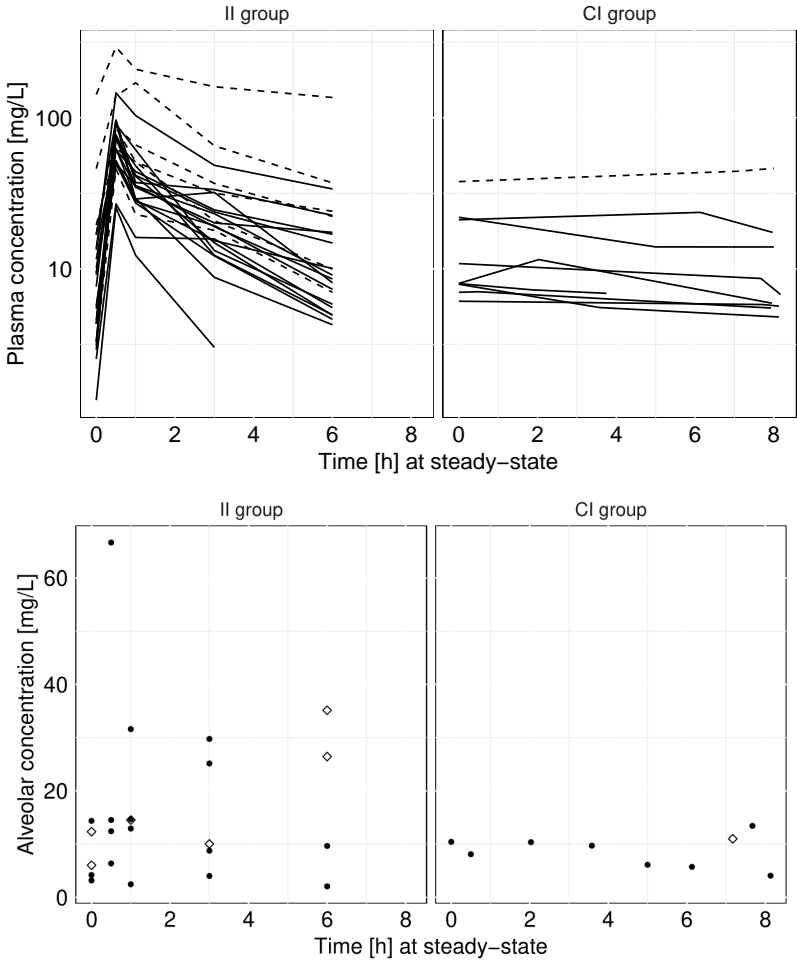 II group CI group
Plasma concentration [mg/L]
100
10
0 2 4 6 8 0 2 4 6 8
Time [h] at steady−state
II group CI group
Alveolar concentration [mg/L]
60
40
20
0
0 2 4 6 8 0 2 4 6 8
Time [h] at steady−state